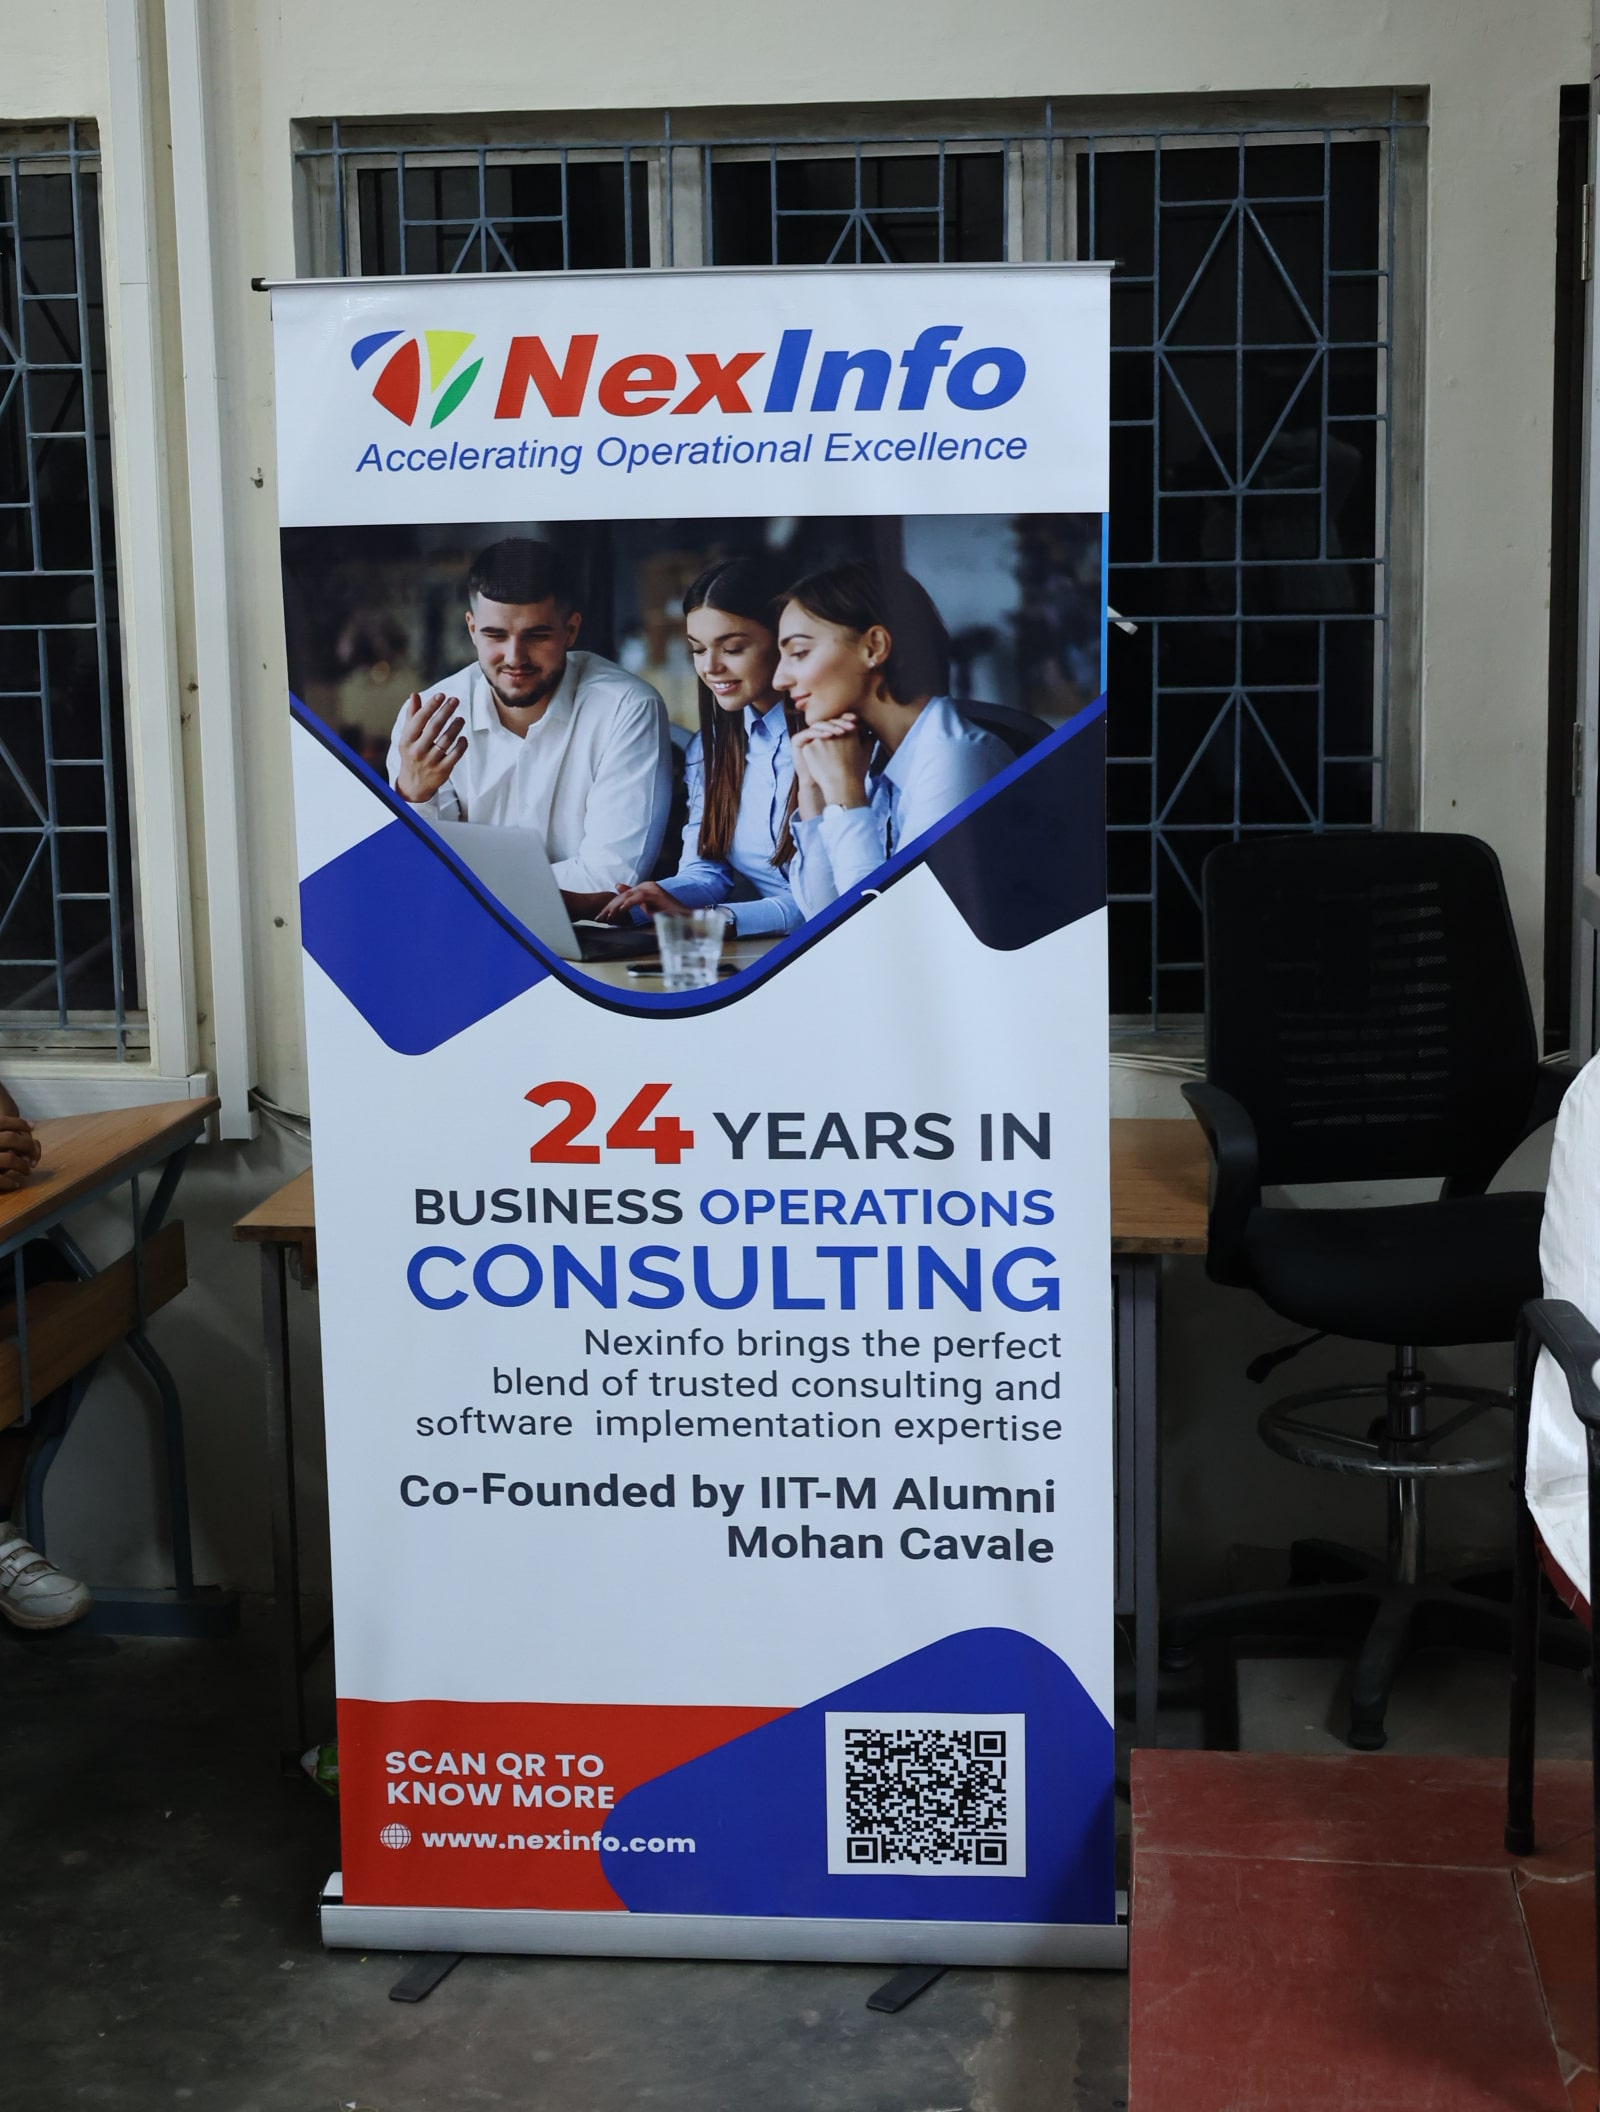 NexInfo
Accelerating Operational Excellence
24 YEARS IN
BUSINESS OPERATIONS
CONSULTING
Nexinfo brings the perfect
blend of trusted consulting and
software implementation expertise
Co-Founded by IIT-M Alumni
Mohan Cavale
SCAN QR TO
KNOW MORE
www.nexinfo.com